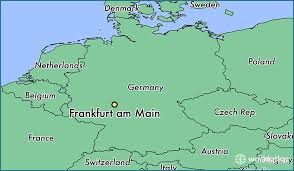 Denmark
Sweden
Netherlands
Poland
Germany
Belgium
Frankfurt am Main
Czech Rep.
France
Slovakia
Austria
Switzerland
Italy